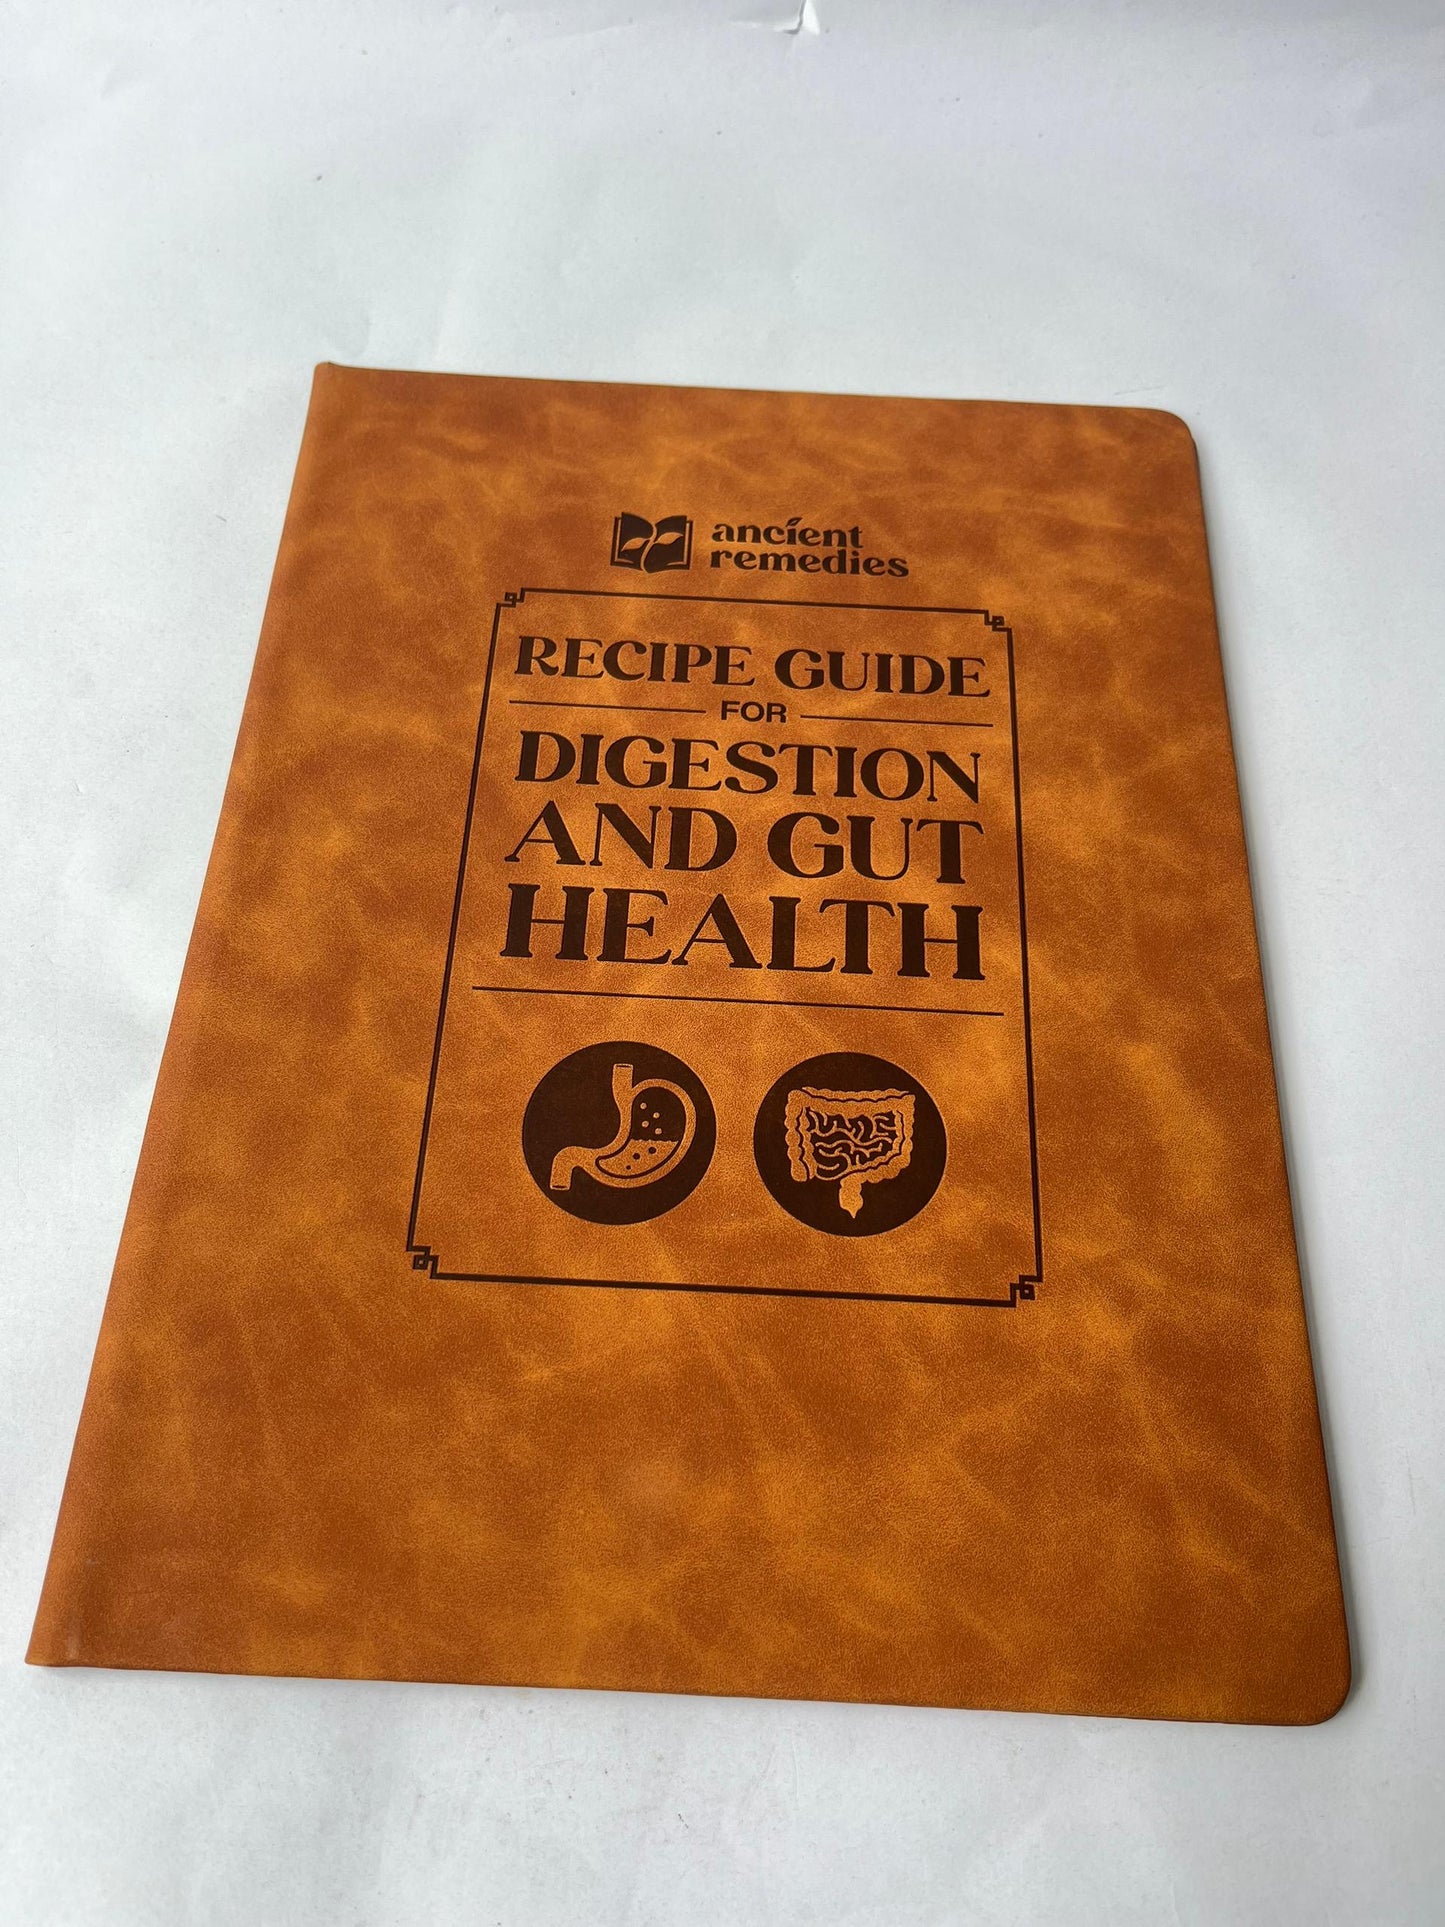 ancient
remedies
RECIPE GUIDE
FOR
DIGESTION
AND GUT
HEALTH